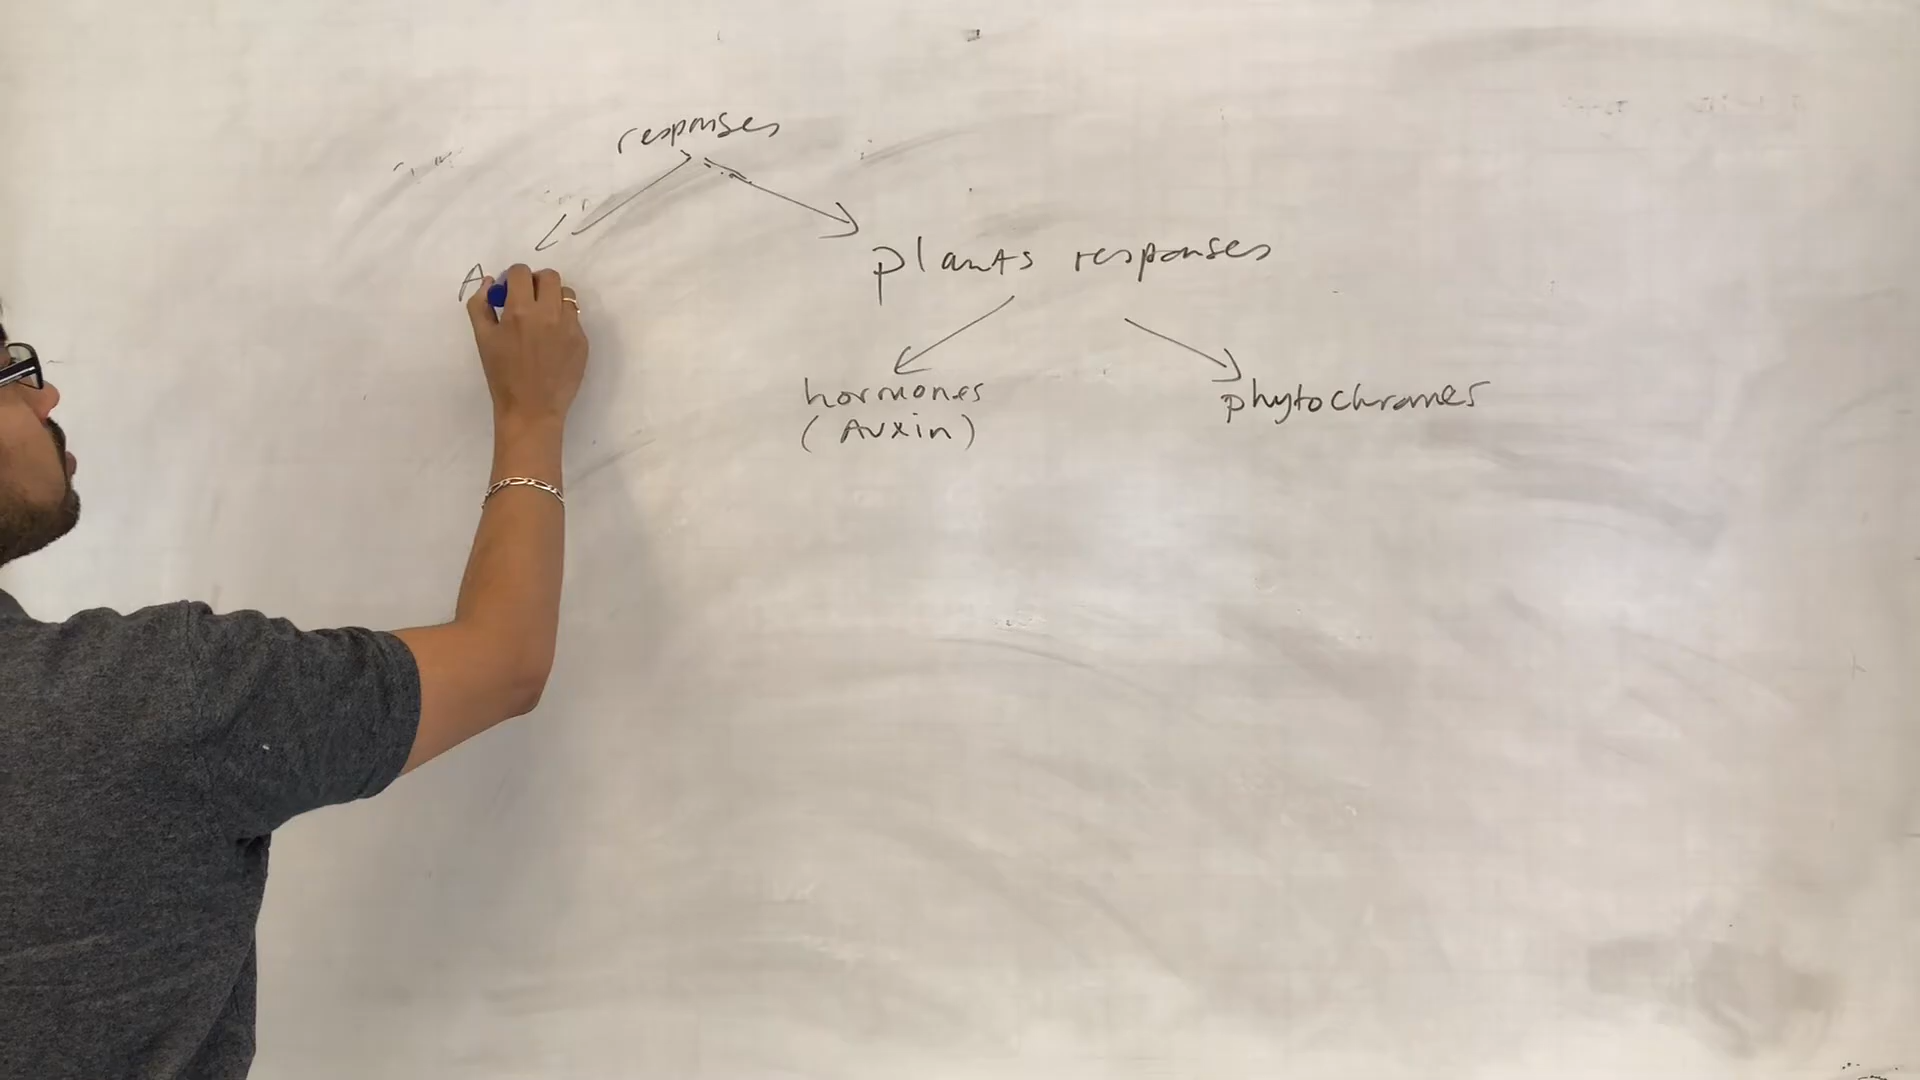 responses
A
plants responses
hormones
phytochromes
(Auxin)